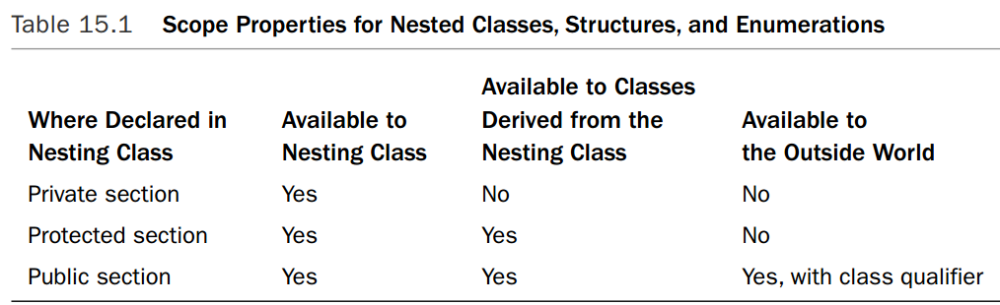 Table 15.1 Scope Properties for Nested Classes, Structures, and Enumerations
Available to Classes
Where Declared in Available to Derived from the Available to
Nesting Class Nesting Class Nesting Class the Outside World
Private section Yes No No
Protected section Yes Yes No
Public section Yes Yes Yes, with class qualifier